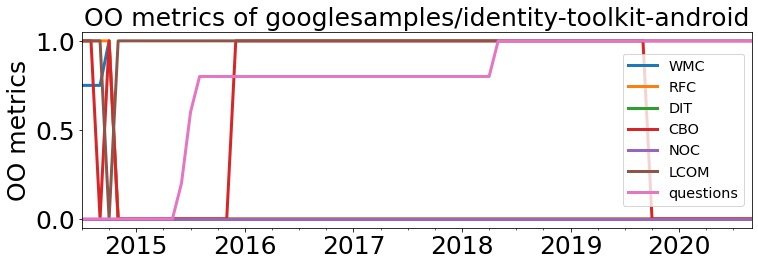 OO metrics of googlesamples/identity-toolkit-android
OO metrics
1.0
0.5
0.0
WMC
RFC
DIT
CBO
NOC
LCOM
questions
2015 2016 2017 2018 2019 2020